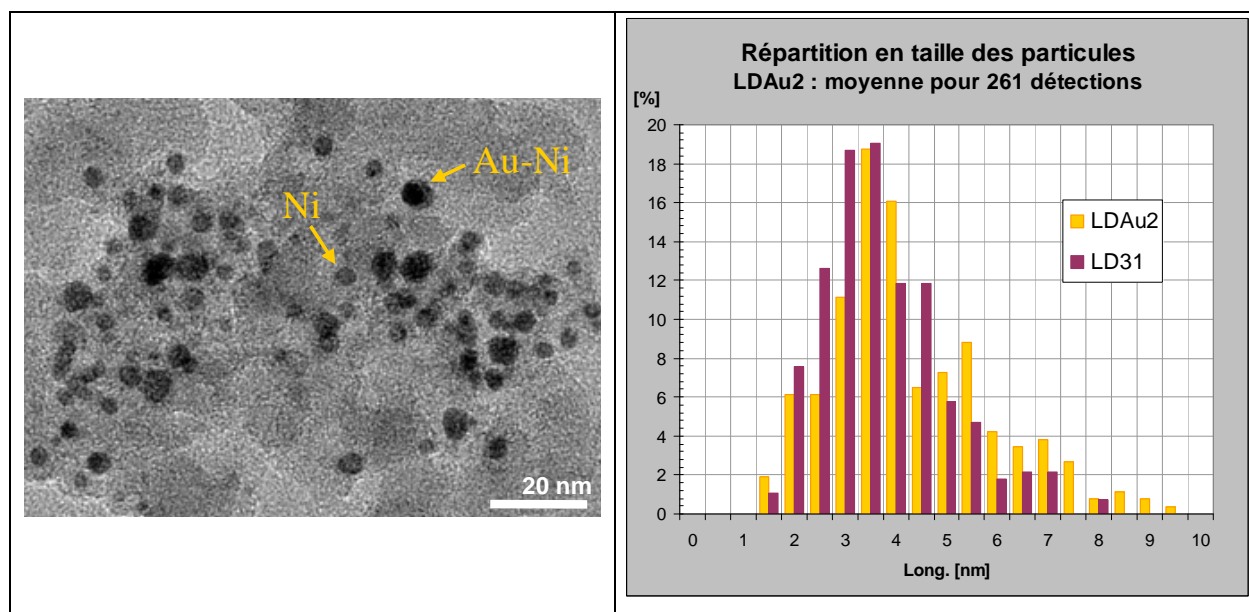 Au-Ni
Ni
20 nm
Répartition en taille des particules
LDAu2 : moyenne pour 261 détections
[%]
20
18
16
14
12
10
8
6
4
2
0
0 1 2 3 4 5 6 7 8 9 10
Long. [nm]
LDAu2
LD31